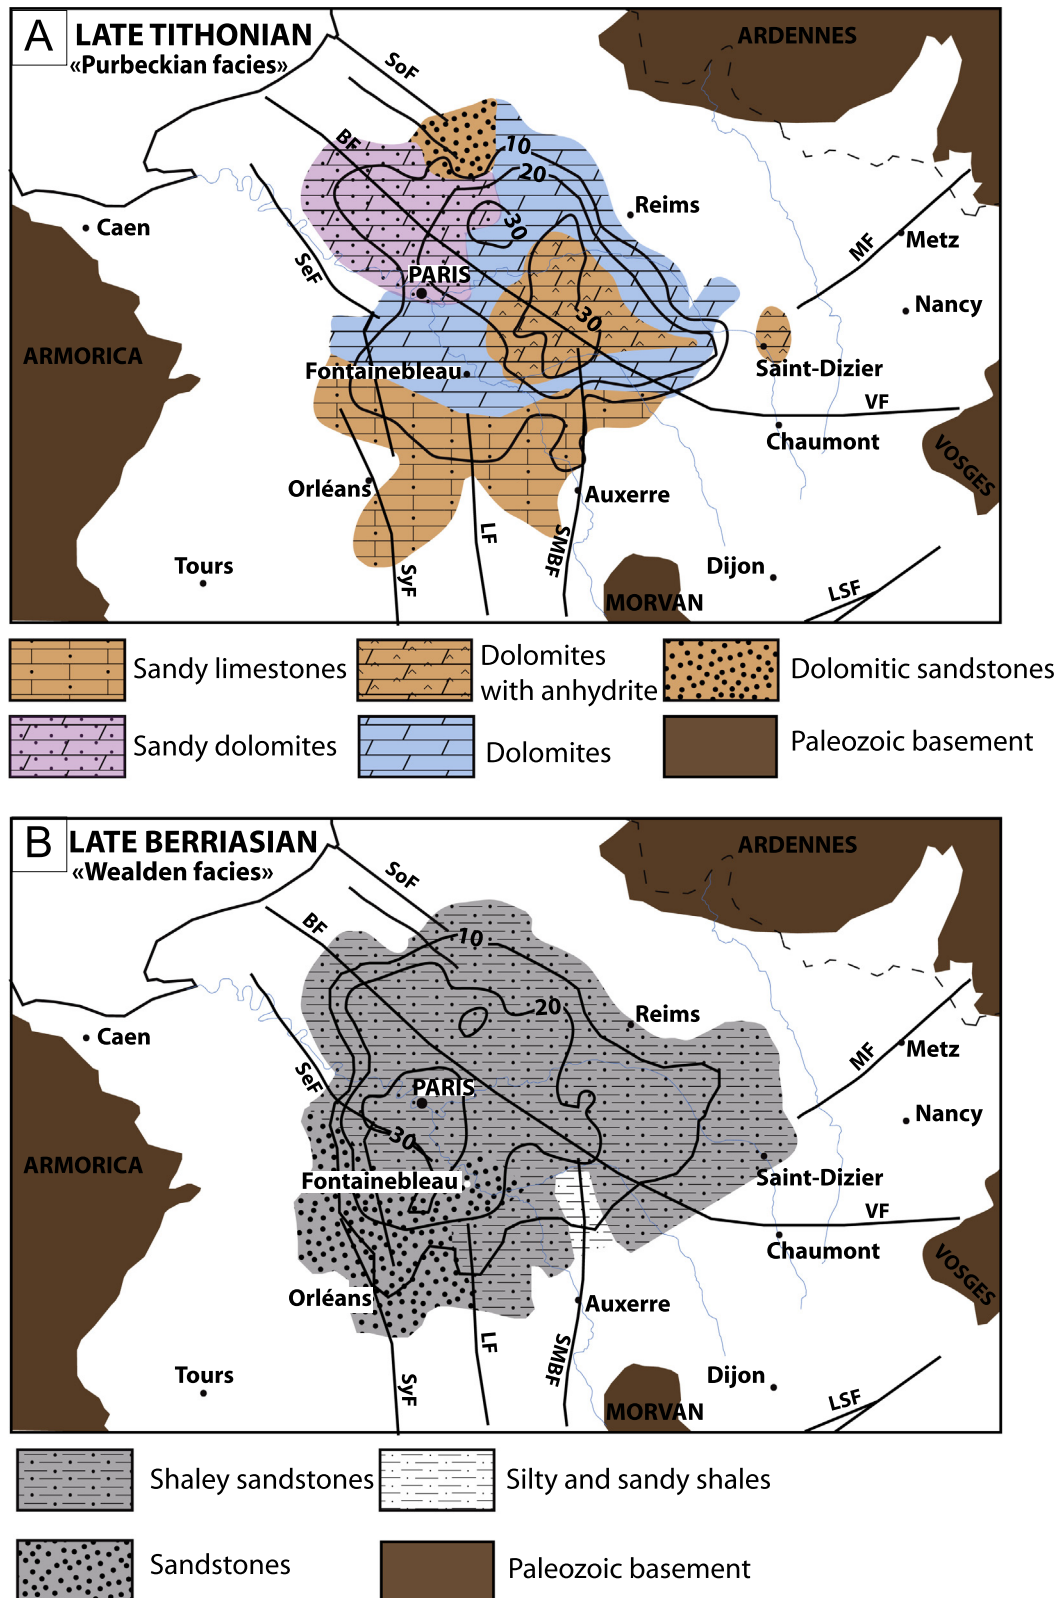 A
LATE TITHONIAN
«Purbeckian facies»
ARDENNES
SoF
BF
10
20
30
Reims
Caen
SeF
PARIS
MF
Metz
Nancy
30
ARMORICA
Fontainebleau
Saint-Dizier
VF
Chaumont
VOSGES
Orléans
Auxerre
LF
SMBF
Tours
SyF
Dijon
LSF
MORVAN
Sandy limestones
Dolomites
with anhydrite
Dolomitic sandstones
Sandy dolomites
Dolomites
Paleozoic basement
B
LATE BERRIASIAN
«Wealden facies»
ARDENNES
SoF
BF
10
20
Reims
Caen
SeF
PARIS
MF
Metz
Nancy
30
ARMORICA
Fontainebleau
Saint-Dizier
VF
Chaumont
VOSGES
Orléans
Auxerre
LF
SMBF
Tours
SyF
Dijon
LSF
MORVAN
Shaley sandstones
Silty and sandy shales
Sandstones
Paleozoic basement